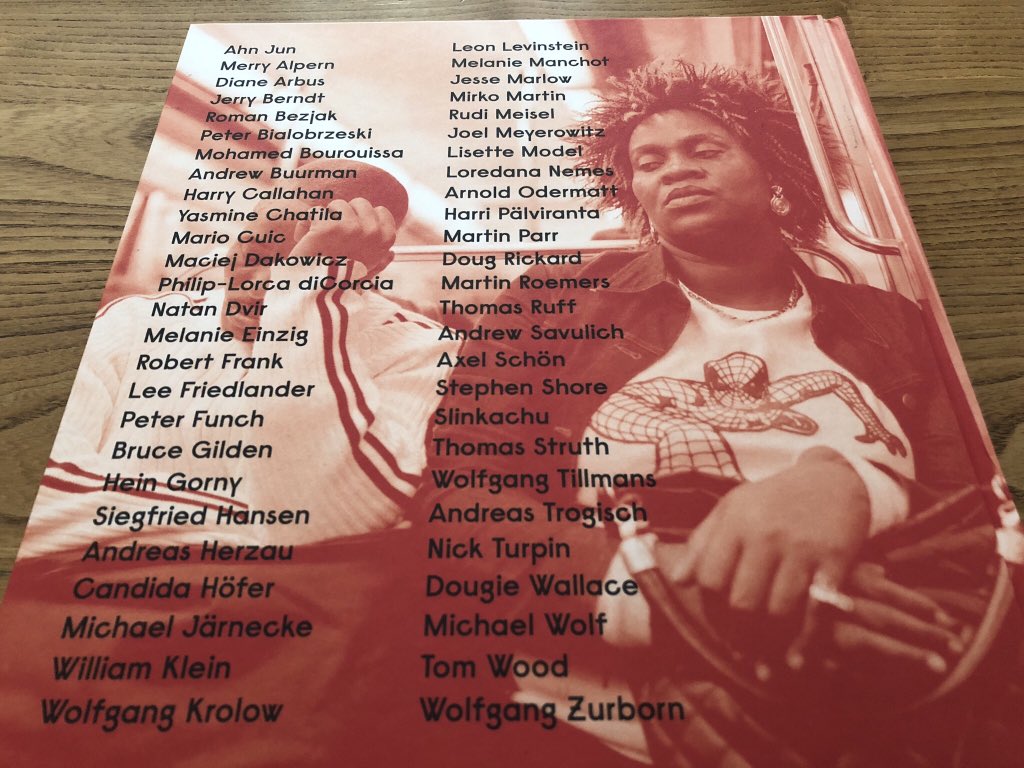 Ahn Jun
Merry Alpern
Diane Arbus
Jerry Berndt
Roman Bezjak
Peter Bialobrzeski
Mohamed Bourouissa
Andrew Buurman
Harry Callahan
Yasmine Chatila
Mario Cuic
Maciej Dakowicz
Philip-Lorca diCorcia
Natan Dvir
Melanie Einzig
Robert Frank
Lee Friedlander
Peter Funch
Bruce Gilden
Hein Gorny
Siegfried Hansen
Andreas Herzau
Candida Höfer
Michael Järnecke
William Klein
Wolfgang Krolow
Leon Levinstein
Melanie Manchot
Jesse Marlow
Mirko Martin
Rudi Meisel
Joel Meyerowitz
Lisette Model
Loredana Nemes
Arnold Odermatt
Harri Pälviranta
Martin Parr
Doug Rickard
Martin Roemers
Thomas Ruff
Andrew Savulich
Axel Schön
Stephen Shore
Slinkachu
Thomas Struth
Wolfgang Tillmans
Andreas Trogisch
Nick Turpin
Dougie Wallace
Michael Wolf
Tom Wood
Wolfgang Zurborn